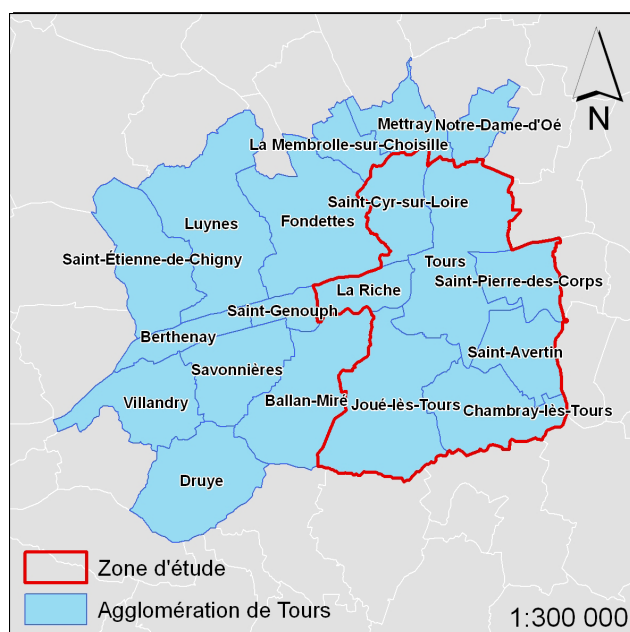 N
Mettray
Notre-Dame-d'Oé
La Membrolle-sur-Choisille
Saint-Cyr-sur-Loire
Luynes
Fondettes
Saint-Étienne-de-Chigny
Tours
Saint-Pierre-des-Corps
La Riche
Saint-Genouph
Berthenay
Saint-Avertin
Savonnières
Villandry
Ballan-Miré
Joué-lès-Tours
Chambray-lès-Tours
Druye
Zone d'étude
Agglomération de Tours
1:300 000